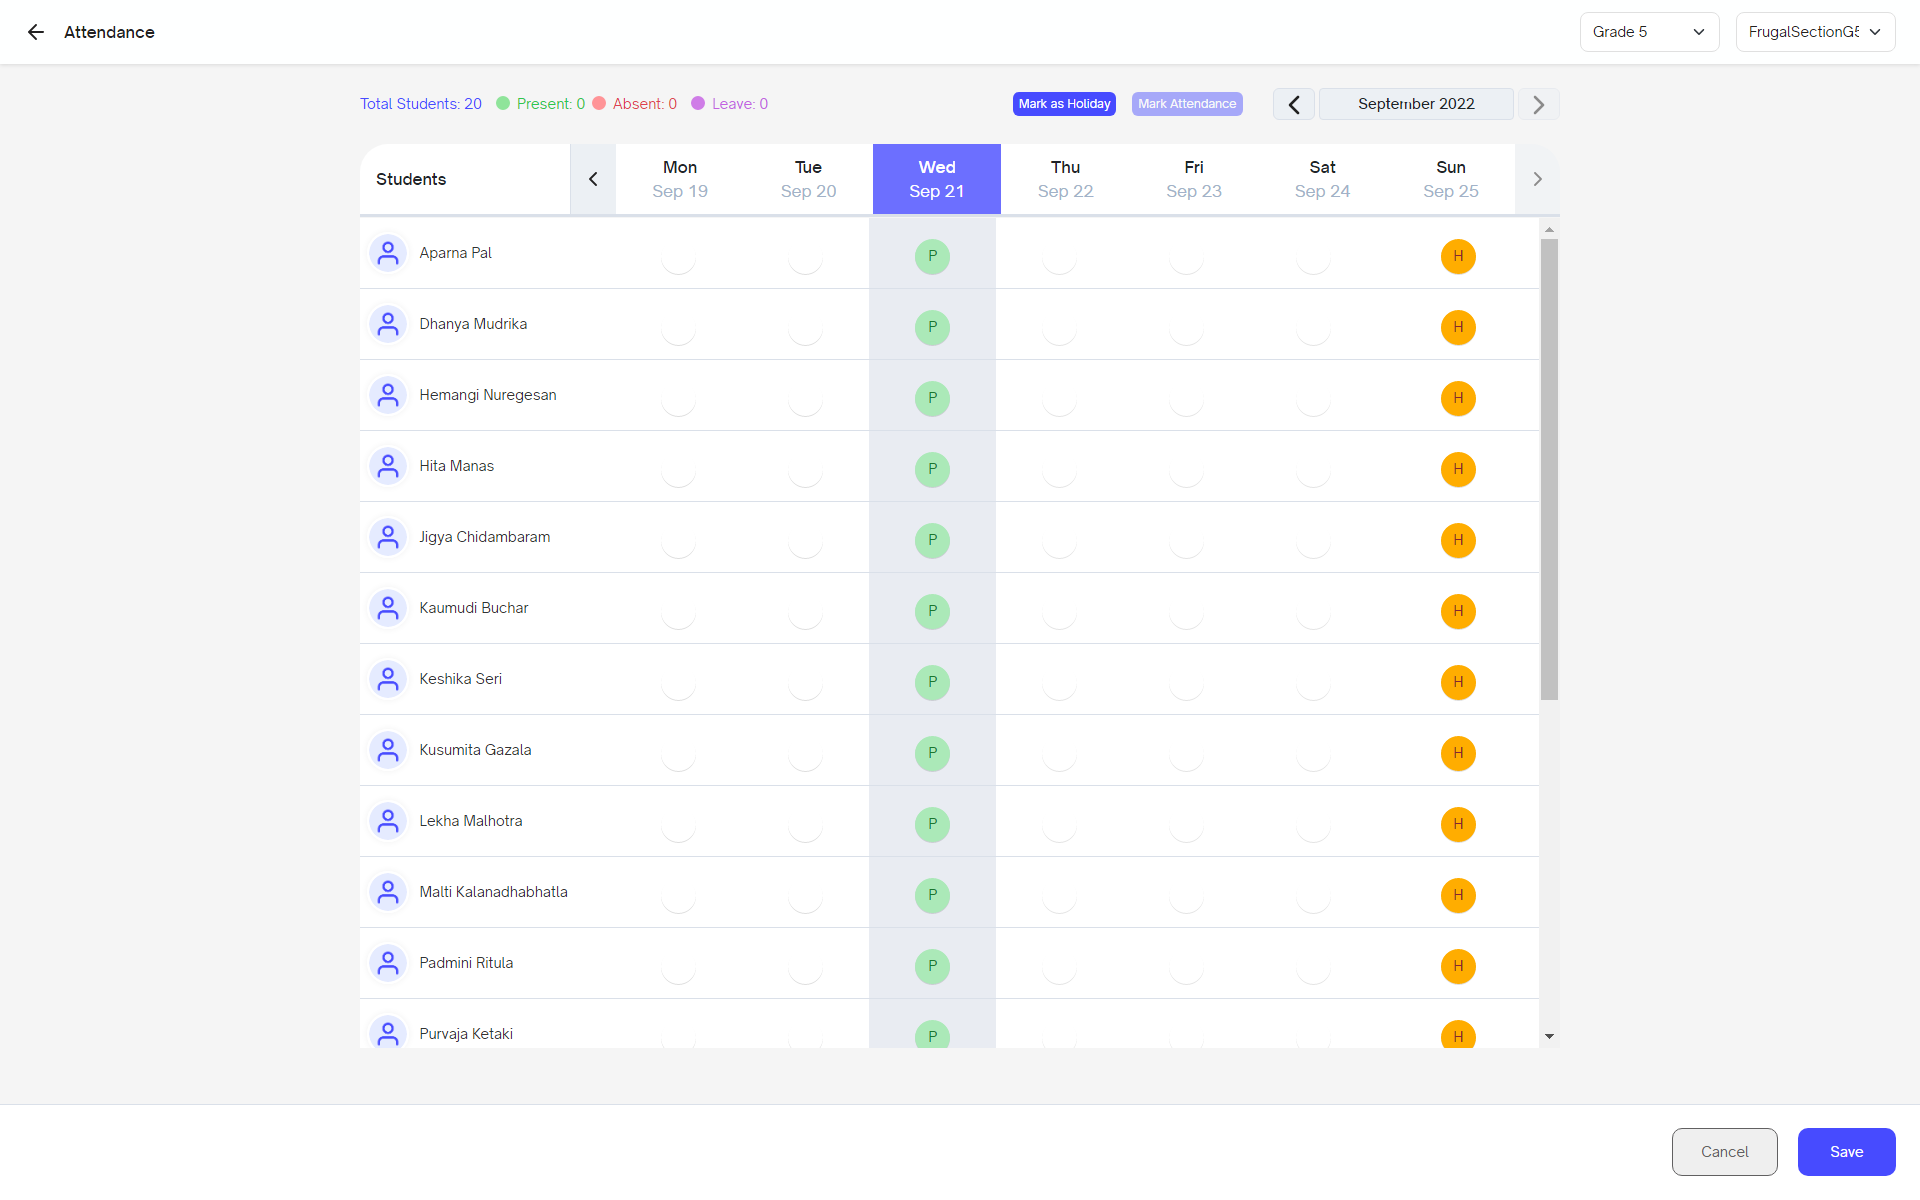 Attendance
Grade 5
FrugalSectionG5
Total Students: 20 Present: 0 Absent: 0 Leave: 0
Mark as Holiday
Mark Attendance
September 2022
Students
Mon Tue Wed Thu Fri Sat Sun
Sep 19 Sep 20 Sep 21 Sep 22 Sep 23 Sep 24 Sep 25
Aparna Pal P H
Dhanya Mudrika P H
Hemangi Nuregesan P H
Hita Manas P H
Jigya Chidambaram P H
Kaumudi Buchar P H
Keshika Seri P H
Kusumita Gazala P H
Lekha Malhotra P H
Malti Kalanadhabhatla P H
Padmini Ritula P H
Purvaja Ketaki P H
Cancel
Save